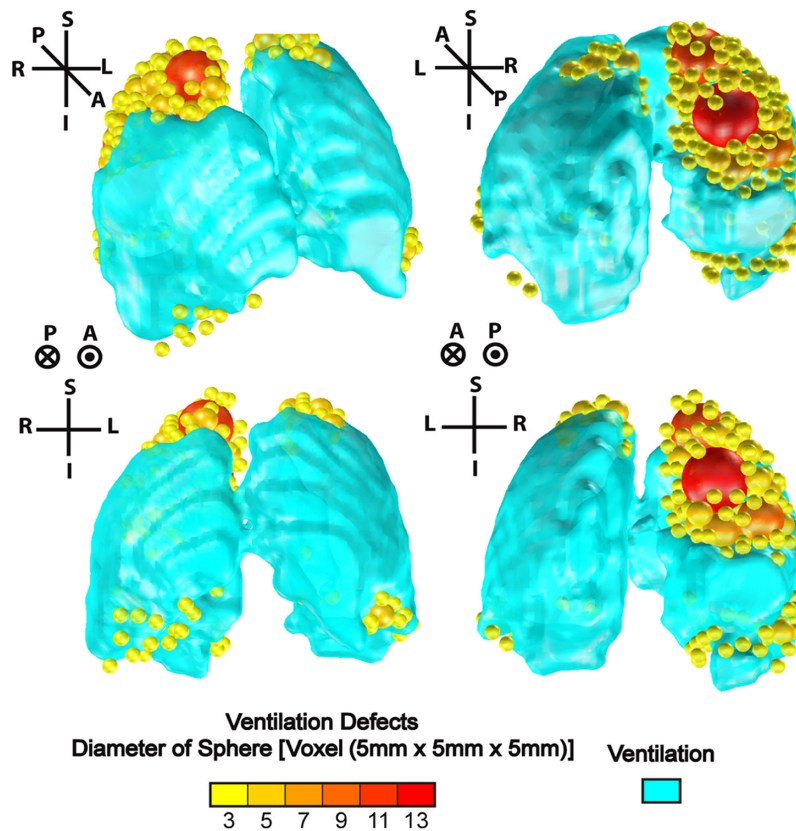 S
P
R L
A
I
S
A
L R
P
I
P A
S
R L
I
A P
S
L R
I
Ventilation Defects
Diameter of Sphere [Voxel (5mm x 5mm x 5mm)]
Ventilation
3 5 7 9 11 13